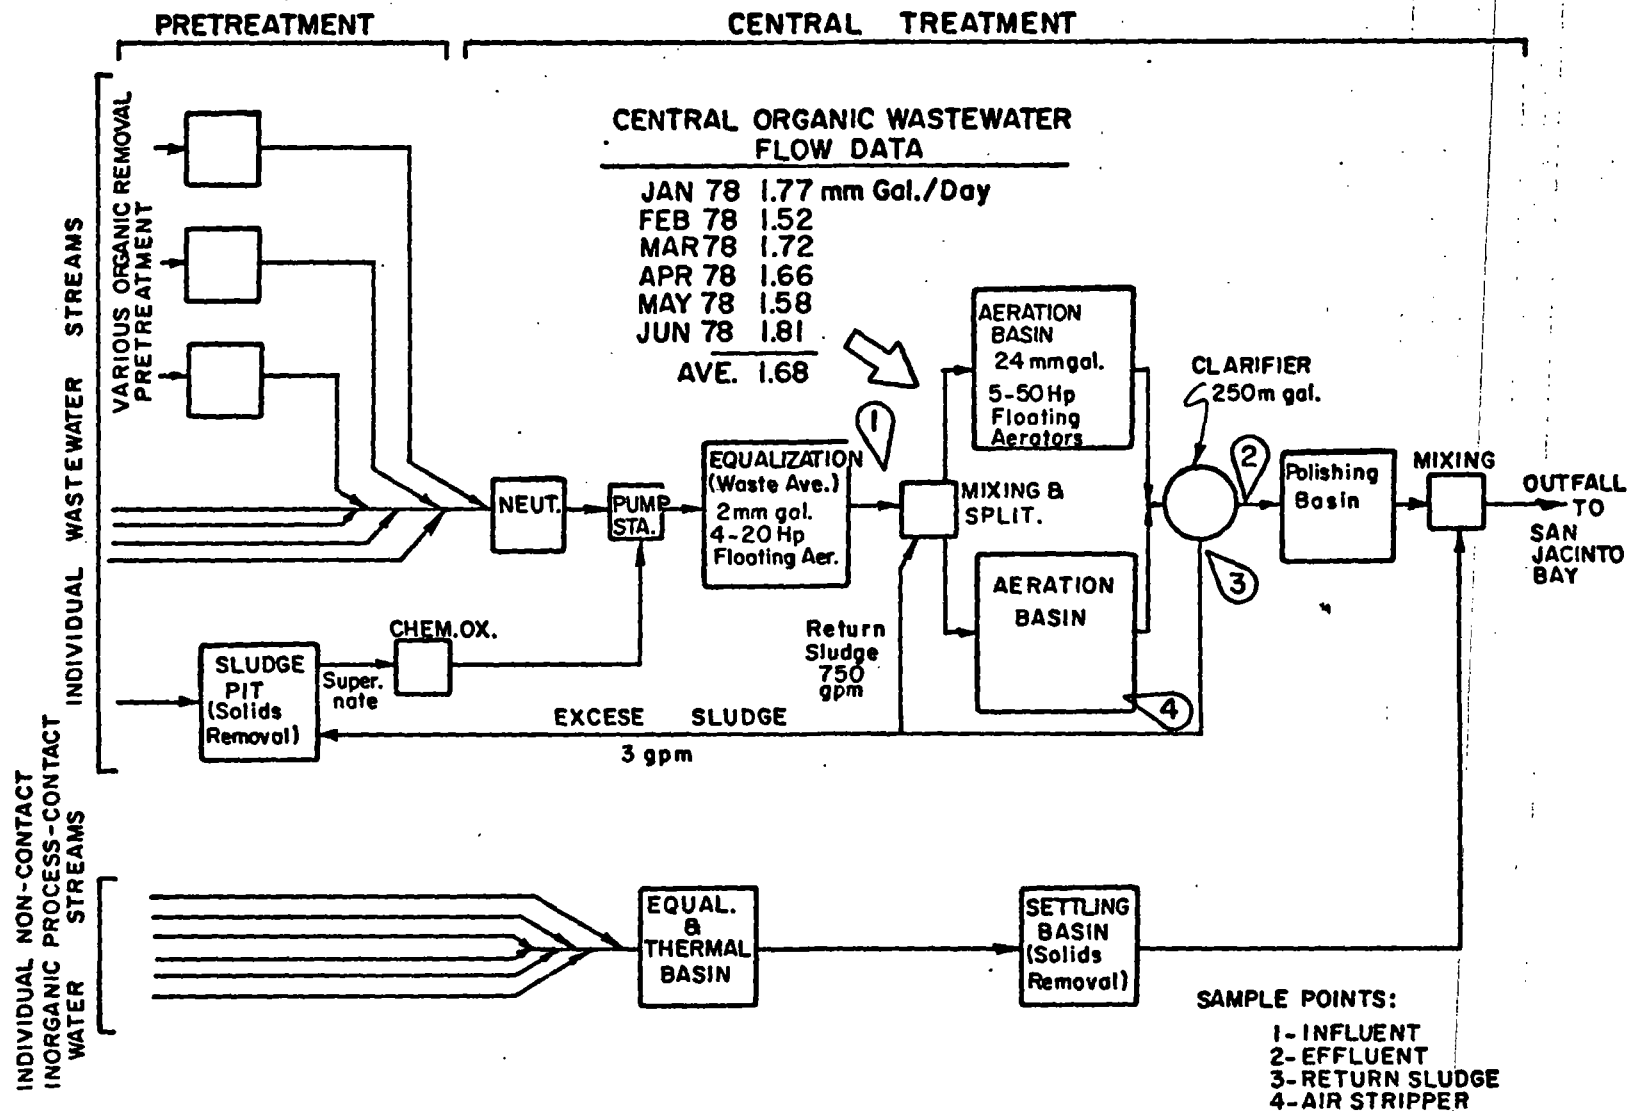 PRETREATMENT
CENTRAL TREATMENT
INDIVIDUAL WASTEWATER STREAMS
VARIOUS ORGANIC REMOVAL
PRETREATMENT
CENTRAL ORGANIC WASTEWATER
FLOW DATA
JAN 78 1.77 mm Gal./Day
FEB 78 1.52
MAR 78 1.72
APR 78 1.66
MAY 78 1.58
JUN 78 1.81
AVE. 1.68
NEUT.
PUMP
STA.
EQUALIZATION
(Waste Ave.)
2mm gal.
4-20 Hp
Floating Aer.
1
MIXING &
SPLIT.
AERATION
BASIN
24 mmgal.
5-50 Hp
Floating
Aerators
AERATION
BASIN
4
CLARIFIER
250m gal.
2
3
Polishing
Basin
MIXING
OUTFALL
TO
SAN
JACINTO
BAY
SLUDGE
PIT
(Solids
Removal)
Super.
nate
CHEM.OX.
Return
Sludge
750
gpm
EXCESE SLUDGE
3 gpm
INDIVIDUAL NON-CONTACT
INORGANIC PROCESS-CONTACT
WATER STREAMS
EQUAL.
&
THERMAL
BASIN
SETTLING
BASIN
(Solids
Removal)
SAMPLE POINTS:
1-INFLUENT
2-EFFLUENT
3-RETURN SLUDGE
4-AIR STRIPPER